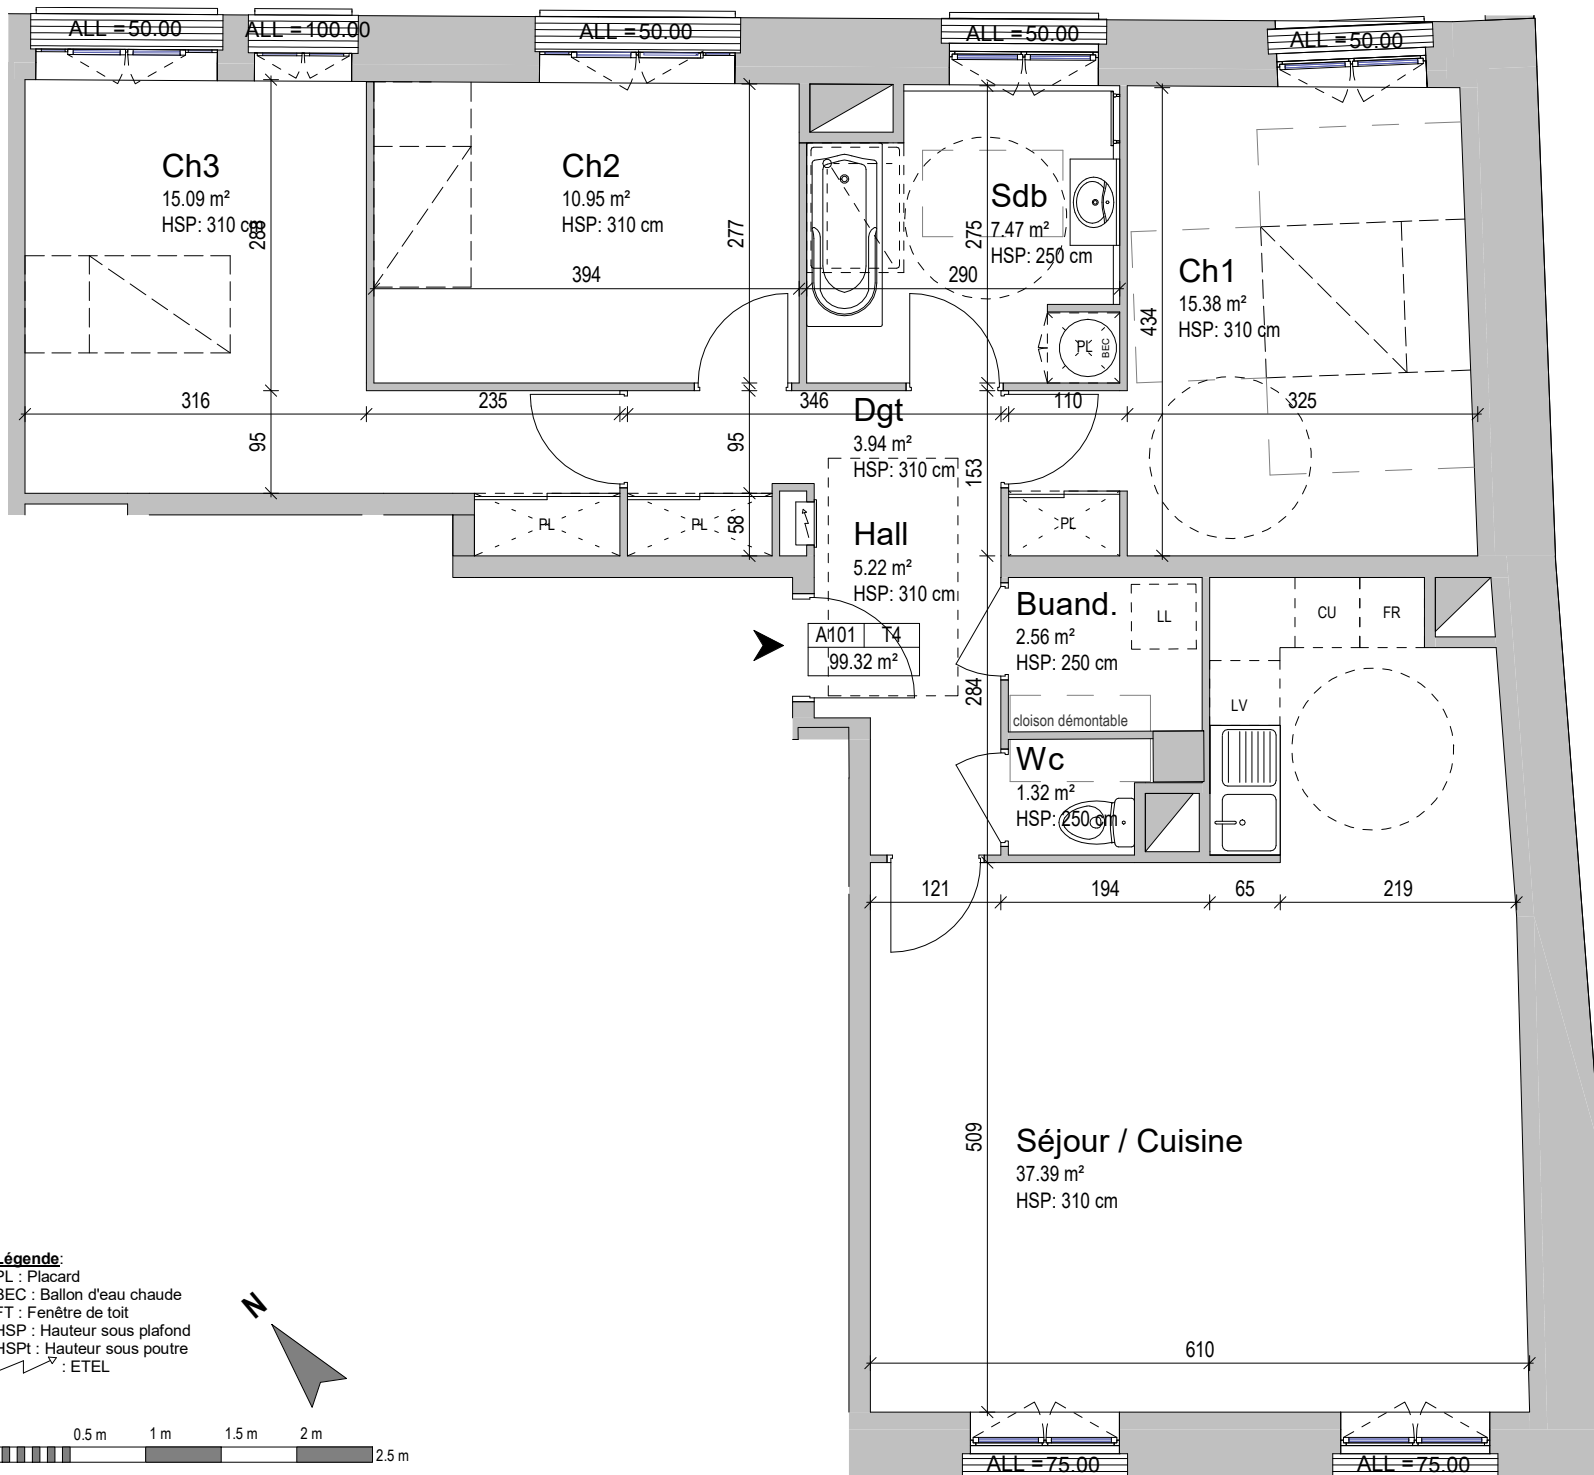 ALL =50.00
ALL =100.00
ALL =50.00
ALL =50.00
ALL =50.00
Ch3
15.09 m²
HSP: 310 cm
288
Ch2
10.95 m²
HSP: 310 cm
277
394
Sdb
7.47 m²
HSP: 250 cm
275
290
Ch1
15.38 m²
HSP: 310 cm
434
PL
BEC
316
235
346
110
325
95
95
Dgt
3.94 m²
HSP: 310 cm
153
PL
PL
58
PL
Hall
5.22 m²
HSP: 310 cm
A101 T4
99.32 m²
284
Buand.
2.56 m²
HSP: 250 cm
LL
CU
FR
LV
cloison démontable
Wc
1.32 m²
HSP: 250 cm
121
194
65
219
509
Séjour / Cuisine
37.39 m²
HSP: 310 cm
610
Légende:
PL : Placard
BEC : Ballon d'eau chaude
FT : Fenêtre de toit
HSP : Hauteur sous plafond
HSPt : Hauteur sous poutre
: ETEL
N
0.5 m 1 m 1.5 m 2 m 2.5 m
ALL =75.00
ALL =75.00